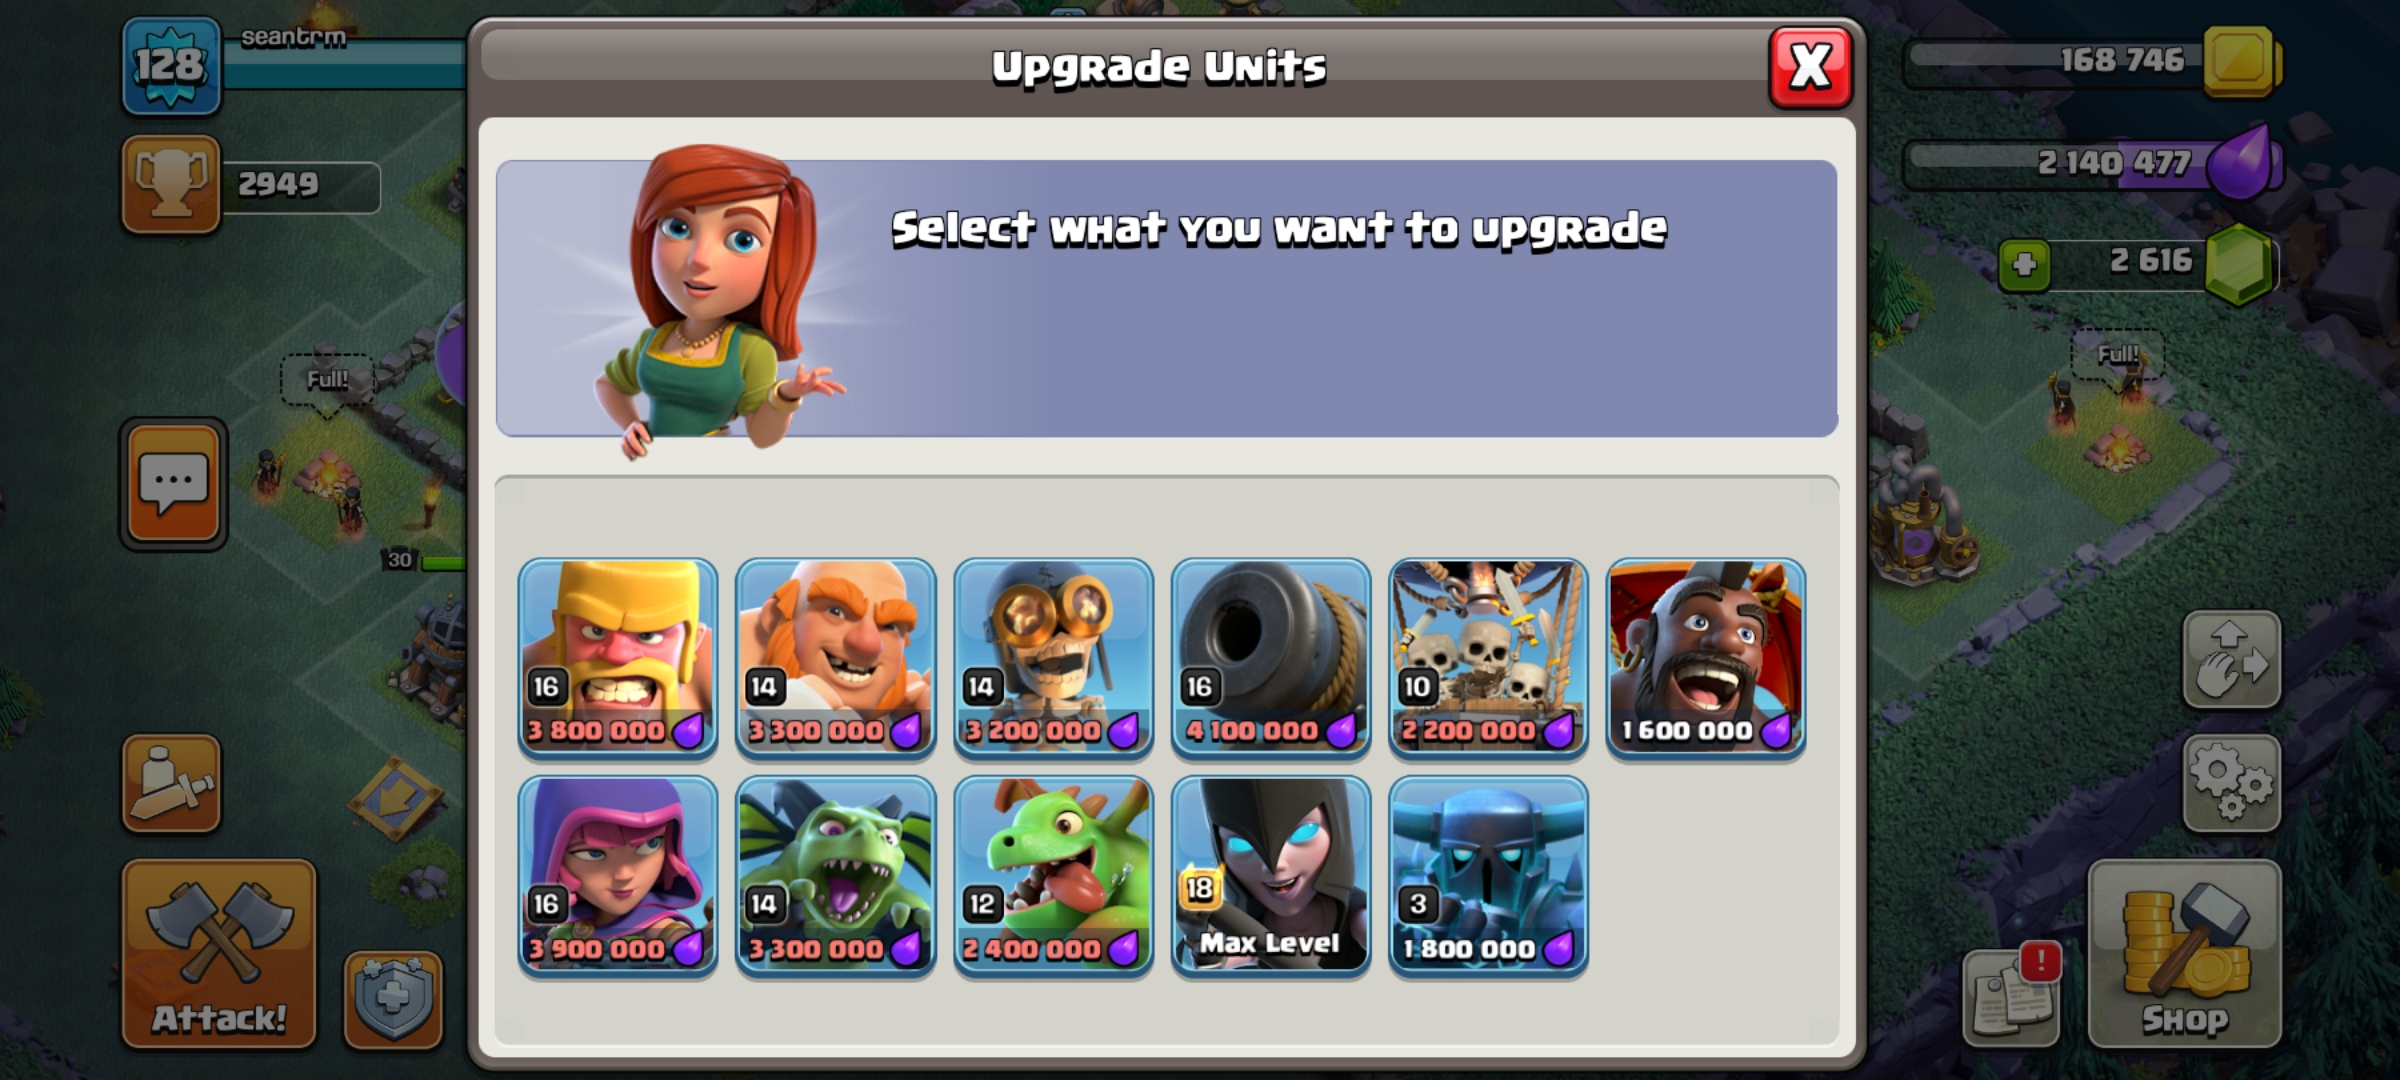 128
seantrm
Upgrade Units
X
168 746
2949
2 140 477
Select what you want to upgrade
2 616
Full!
Full!
30
16
3 800 000
14
3 300 000
14
3 200 000
16
4 100 000
10
2 200 000
1 600 000
16
3 900 000
14
3 300 000
12
2 400 000
18
Max Level
3
1 800 000
Attack!
!
Shop